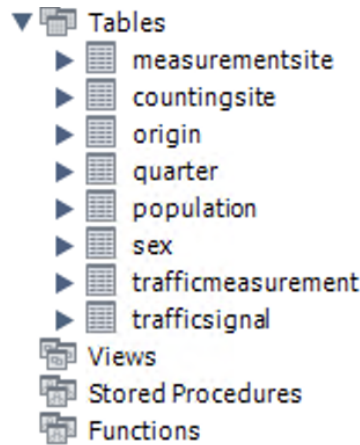 Tables
measurementsite
countingsite
origin
quarter
population
sex
trafficmeasurement
trafficsignal
Views
Stored Procedures
Functions